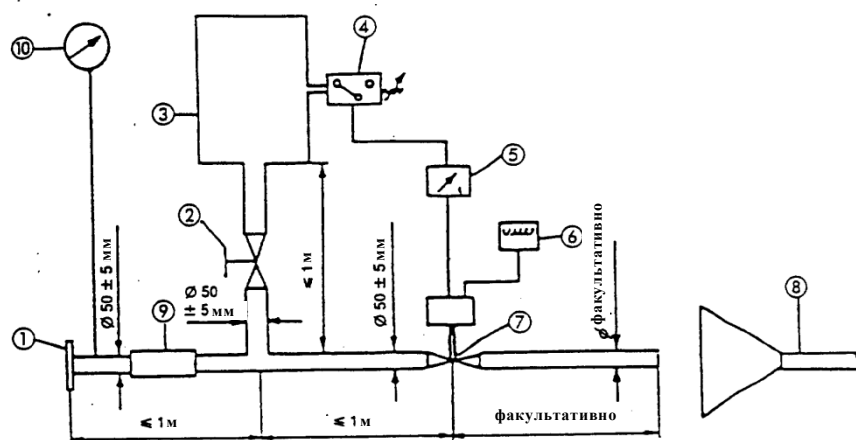 10
4
3
5
2
6
≤ 1 м
Ø 50 ± 5 мм
Ø 50
± 5 мм
Ø 50 ± 5 мм
Ø факультативно
8
9
7
1
≤ 1 м
≤ 1 м
факультативно